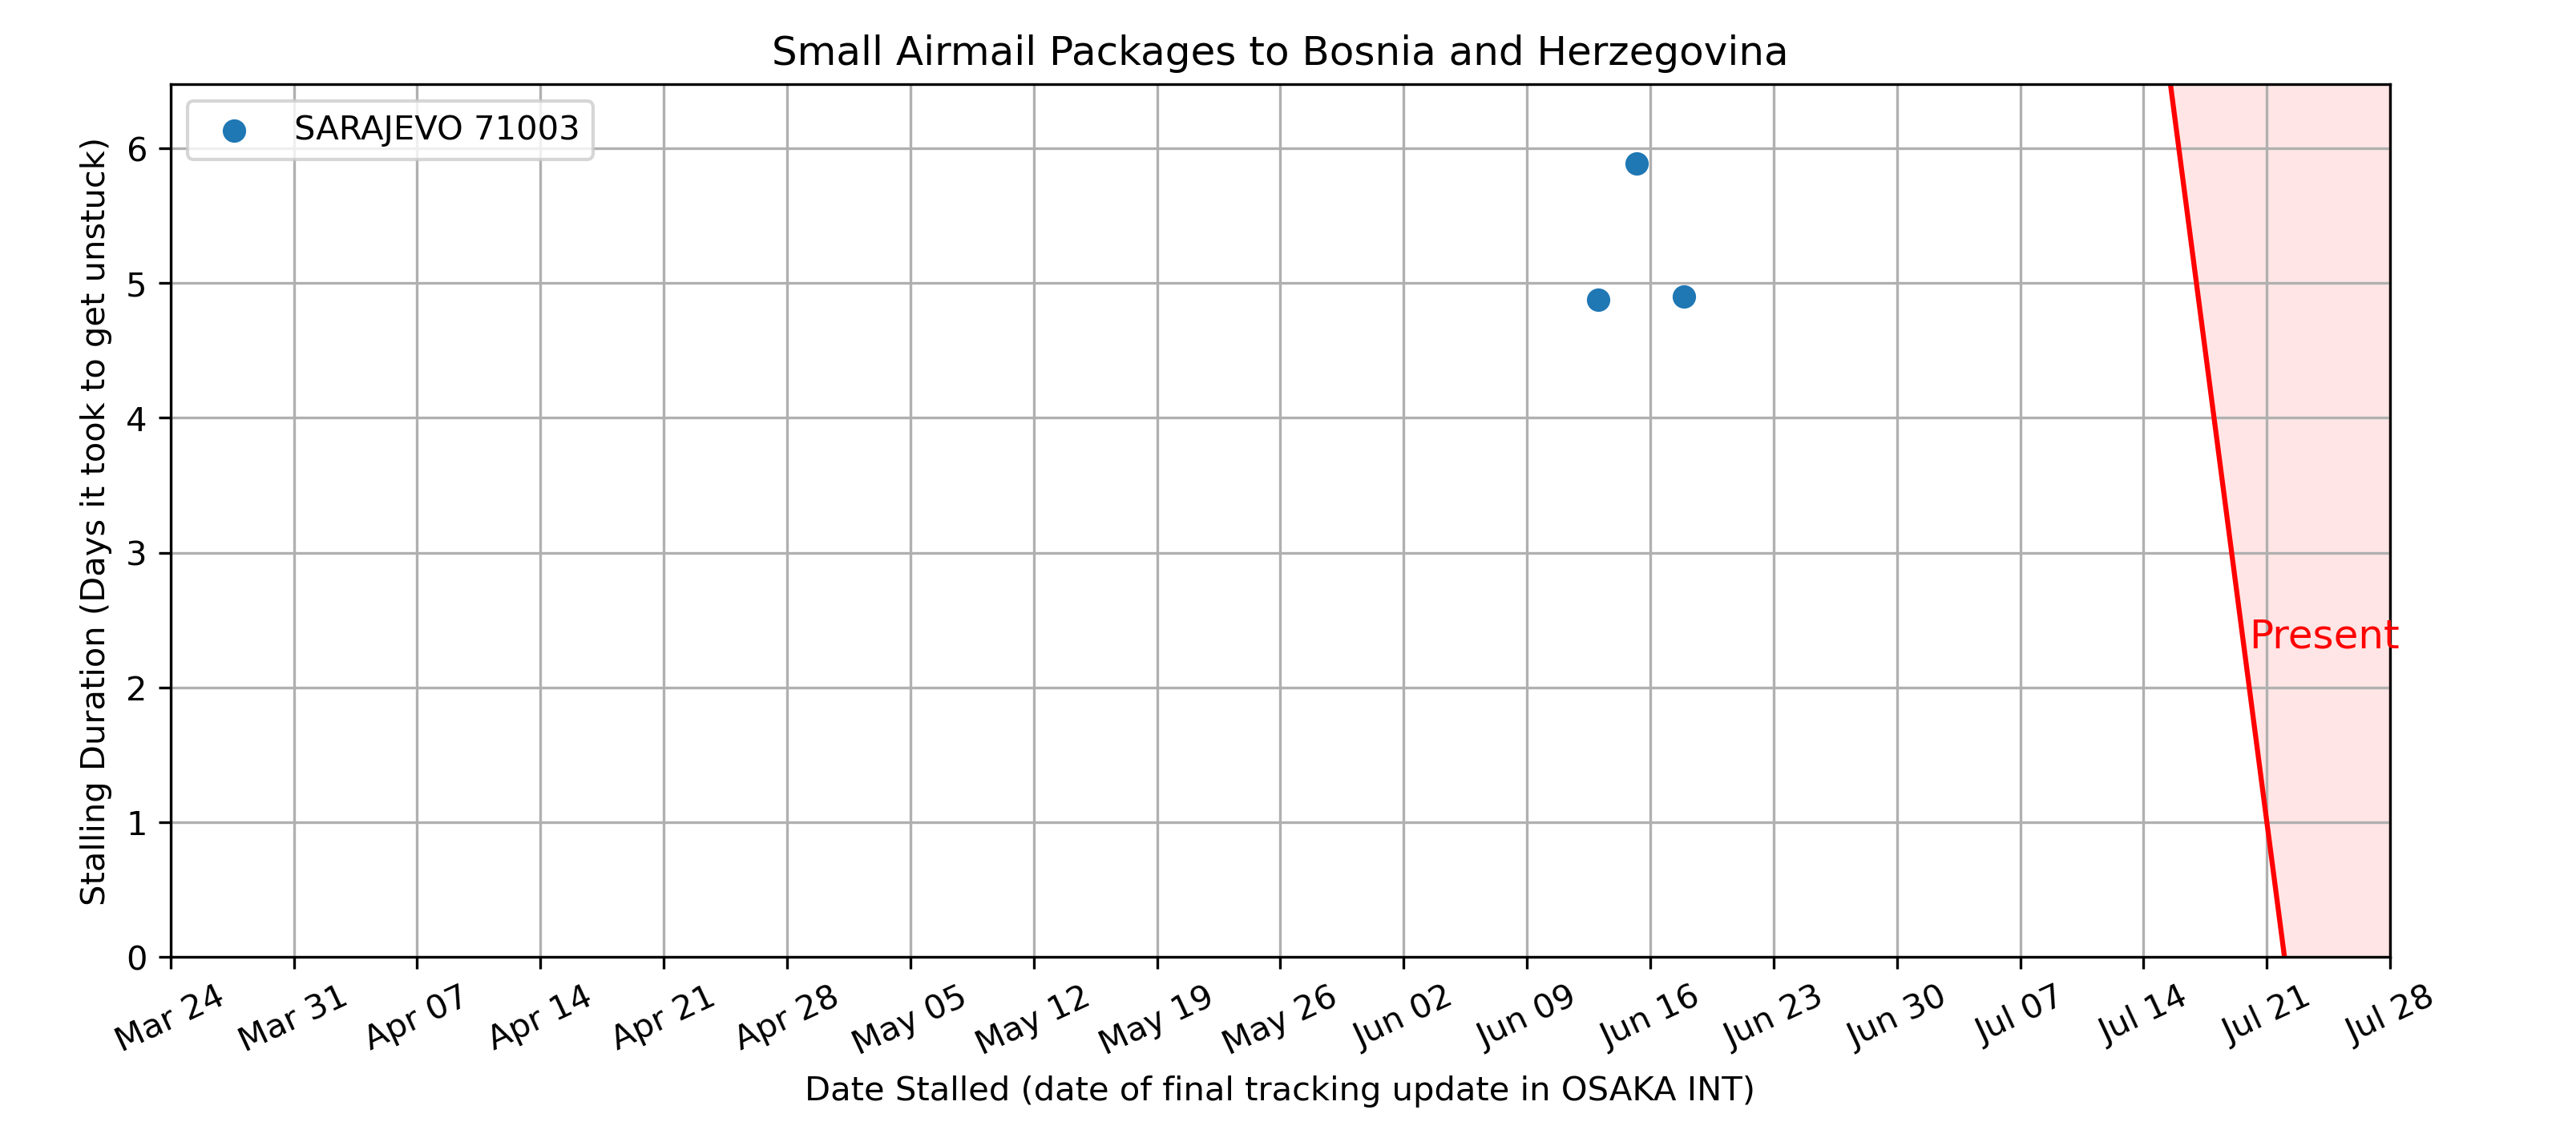 Small Airmail Packages to Bosnia and Herzegovina
SARAJEVO 71003
Stalling Duration (Days it took to get unstuck)
6
5
4
3
2
1
0
Present
Mar 24
Mar 31
Apr 07
Apr 14
Apr 21
Apr 28
May 05
May 12
May 19
May 26
Jun 02
Jun 09
Jun 16
Jun 23
Jun 30
Jul 07
Jul 14
Jul 21
Jul 28
Date Stalled (date of final tracking update in OSAKA INT)